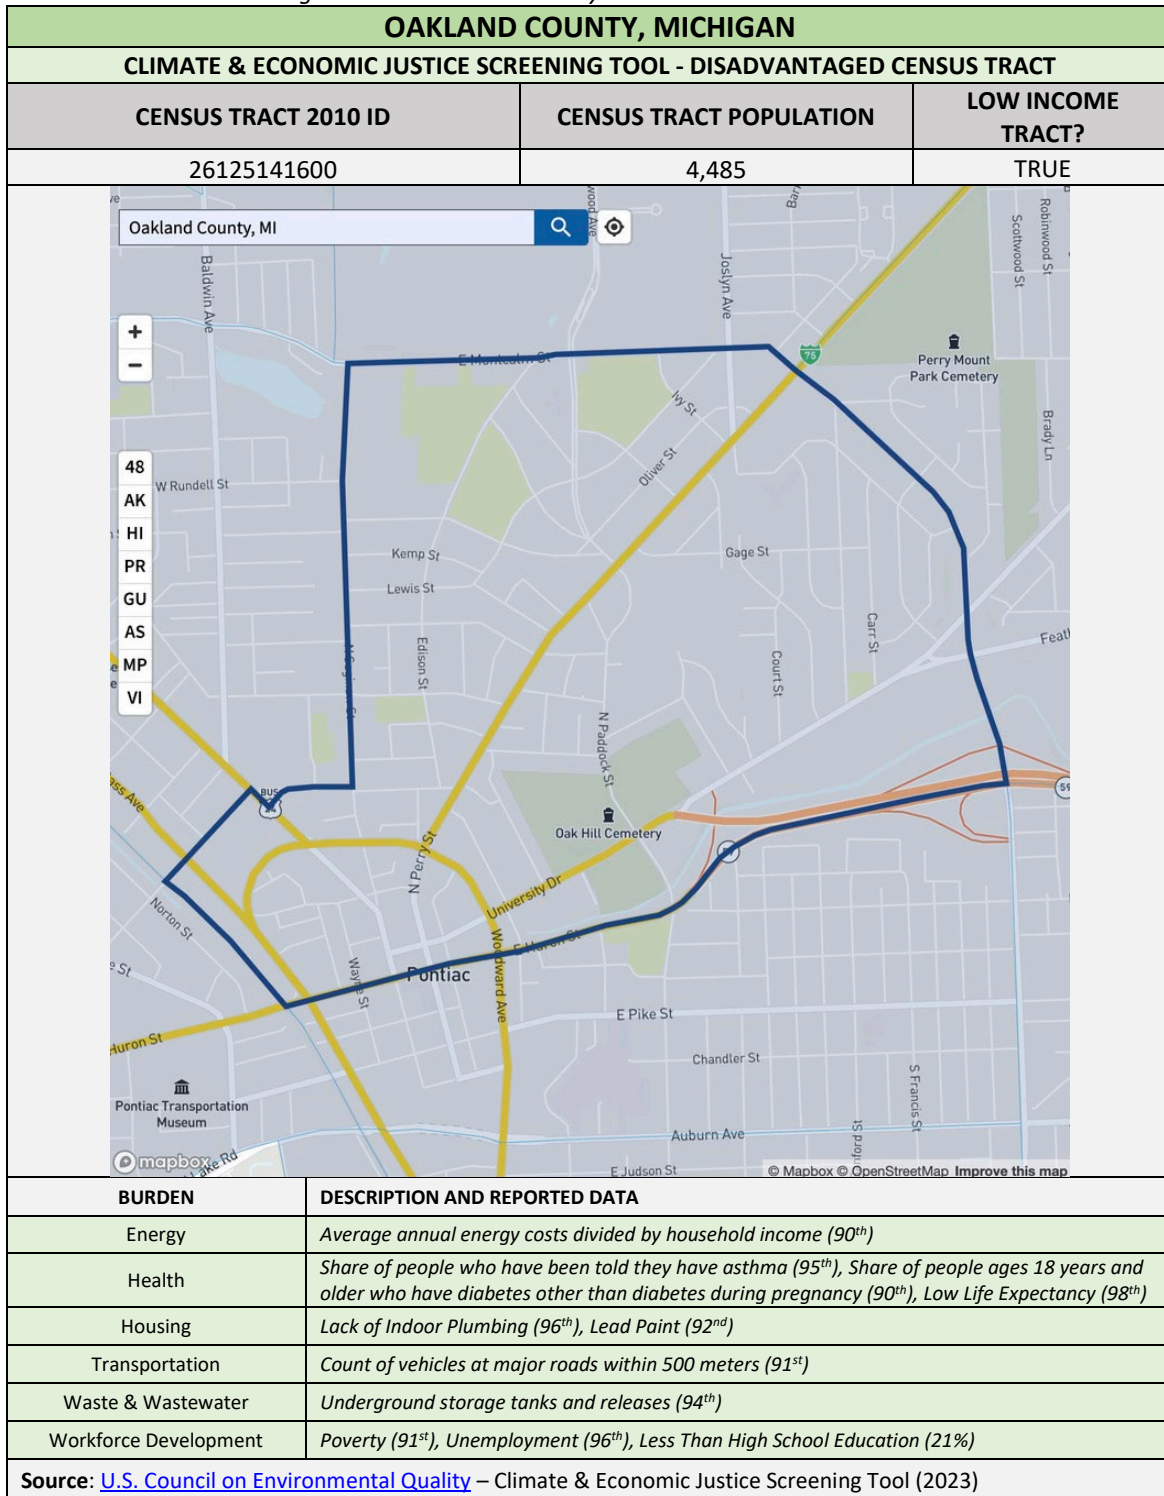 OAKLAND COUNTY, MICHIGAN
CLIMATE & ECONOMIC JUSTICE SCREENING TOOL - DISADVANTAGED CENSUS TRACT
CENSUS TRACT 2010 ID
CENSUS TRACT POPULATION
LOW INCOME
TRACT?
26125141600
4,485
TRUE
Oakland County, MI
wood Ave
Scottwood St
Robinwood St
Baldwin Ave
Joslyn Ave
+
−
E Montcalm St
75
Perry Mount
Park Cemetery
Ivy St
Brady Ln
48
AK
HI
PR
GU
AS
MP
VI
W Rundell St
Oliver St
Kemp St
Gage St
Lewis St
Edison St
Carr St
Court St
N Paddock St
BUS
24
59
Oak Hill Cemetery
N Perry St
University Dr
Norton St
E Huron St
Wayne St
Pontiac
Woodward Ave
E Pike St
Huron St
Chandler St
S Francis St
Pontiac Transportation
Museum
Auburn Ave
mapbox
Lake Rd
E Judson St
© Mapbox © OpenStreetMap Improve this map
BURDEN
DESCRIPTION AND REPORTED DATA
Energy
Average annual energy costs divided by household income (90th)
Health
Share of people who have been told they have asthma (95th), Share of people ages 18 years and
older who have diabetes other than diabetes during pregnancy (90th), Low Life Expectancy (98th)
Housing
Lack of Indoor Plumbing (96th), Lead Paint (92nd)
Transportation
Count of vehicles at major roads within 500 meters (91st)
Waste & Wastewater
Underground storage tanks and releases (94th)
Workforce Development
Poverty (91st), Unemployment (96th), Less Than High School Education (21%)
Source: U.S. Council on Environmental Quality – Climate & Economic Justice Screening Tool (2023)